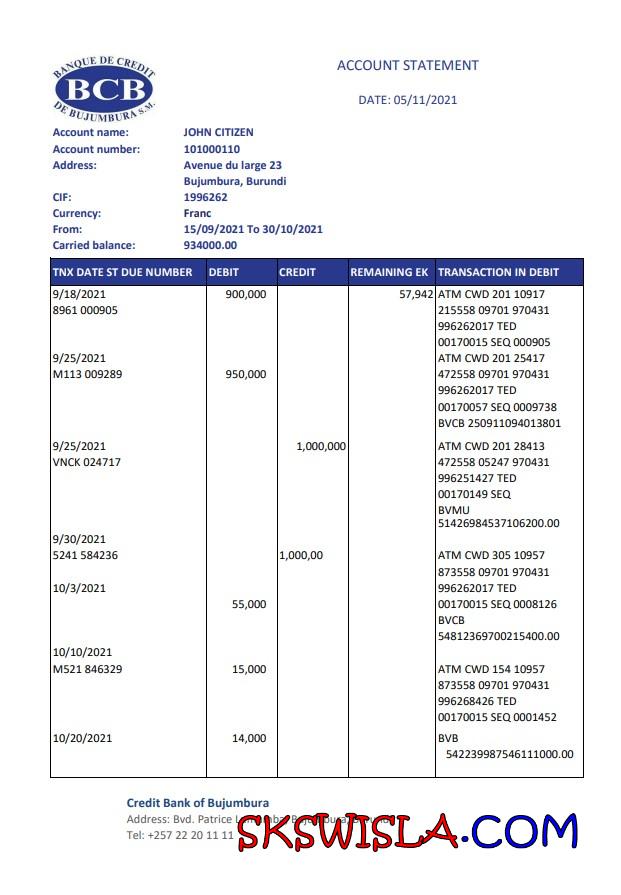 BANQUE DE CREDIT
BCB
DE BUJUMBURA S.M.
ACCOUNT STATEMENT
DATE: 05/11/2021
Account name: JOHN CITIZEN
Account number: 101000110
Address: Avenue du large 23
Bujumbura, Burundi
CIF: 1996262
Currency: Franc
From: 15/09/2021 To 30/10/2021
Carried balance: 934000.00
TNX DATE ST DUE NUMBER DEBIT CREDIT REMAINING EK TRANSACTION IN DEBIT
9/18/2021 900,000 57,942 ATM CWD 201 10917
8961 000905 215558 09701 970431
996262017 TED
00170015 SEQ 000905
9/25/2021 ATM CWD 201 25417
M113 009289 950,000 472558 09701 970431
996262017 TED
00170057 SEQ 0009738
BVCB 250911094013801
9/25/2021 1,000,000 ATM CWD 201 28413
VNCK 024717 472558 05247 970431
996251427 TED
00170149 SEQ
BVMU
51426984537106200.00
9/30/2021
5241 584236 1,000,00 ATM CWD 305 10957
873558 09701 970431
10/3/2021 996262017 TED
55,000 00170015 SEQ 0008126
BVCB
54812369700215400.00
10/10/2021
M521 846329 15,000 ATM CWD 154 10957
873558 09701 970431
996268426 TED
00170015 SEQ 0001452
10/20/2021 14,000 BVB
542239987546111000.00
Credit Bank of Bujumbura
Address: Bvd. Patrice
Tel: +257 22 20 11 11
SKSWISLA.COM